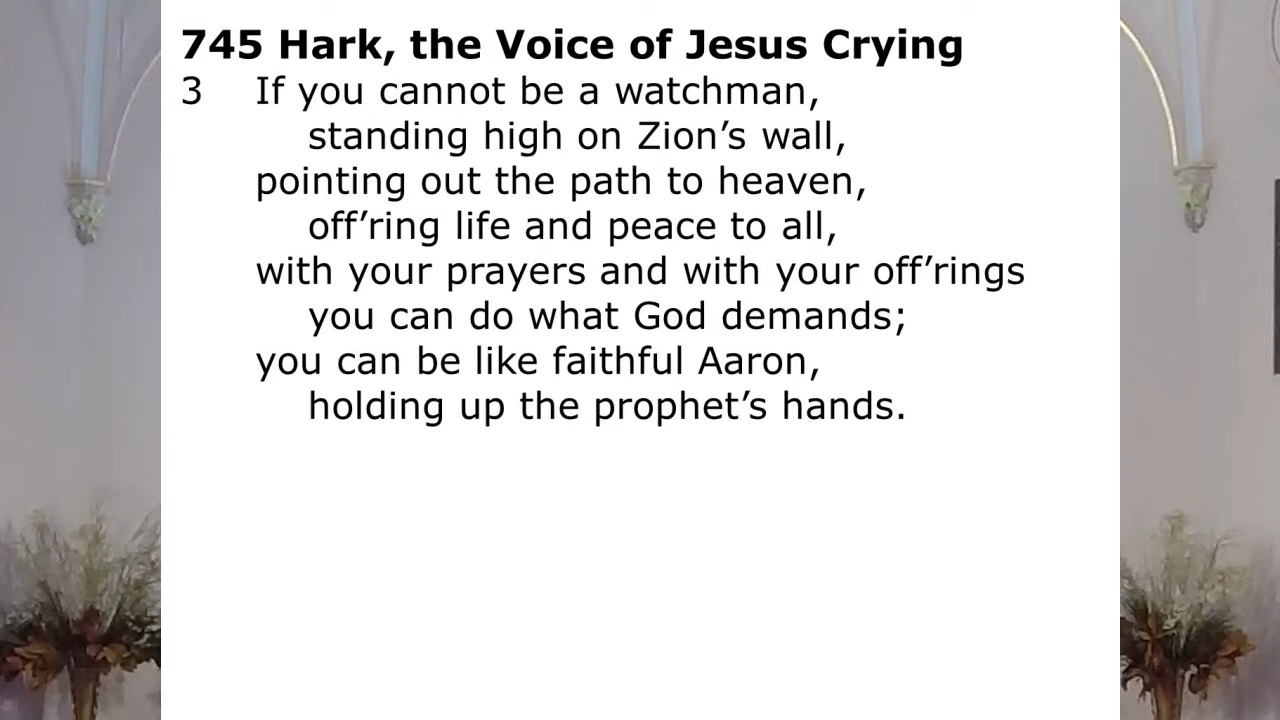 745 Hark, the Voice of Jesus Crying
3 If you cannot be a watchman,
standing high on Zion’s wall,
pointing out the path to heaven,
off’ring life and peace to all,
with your prayers and with your off’rings
you can do what God demands;
you can be like faithful Aaron,
holding up the prophet’s hands.